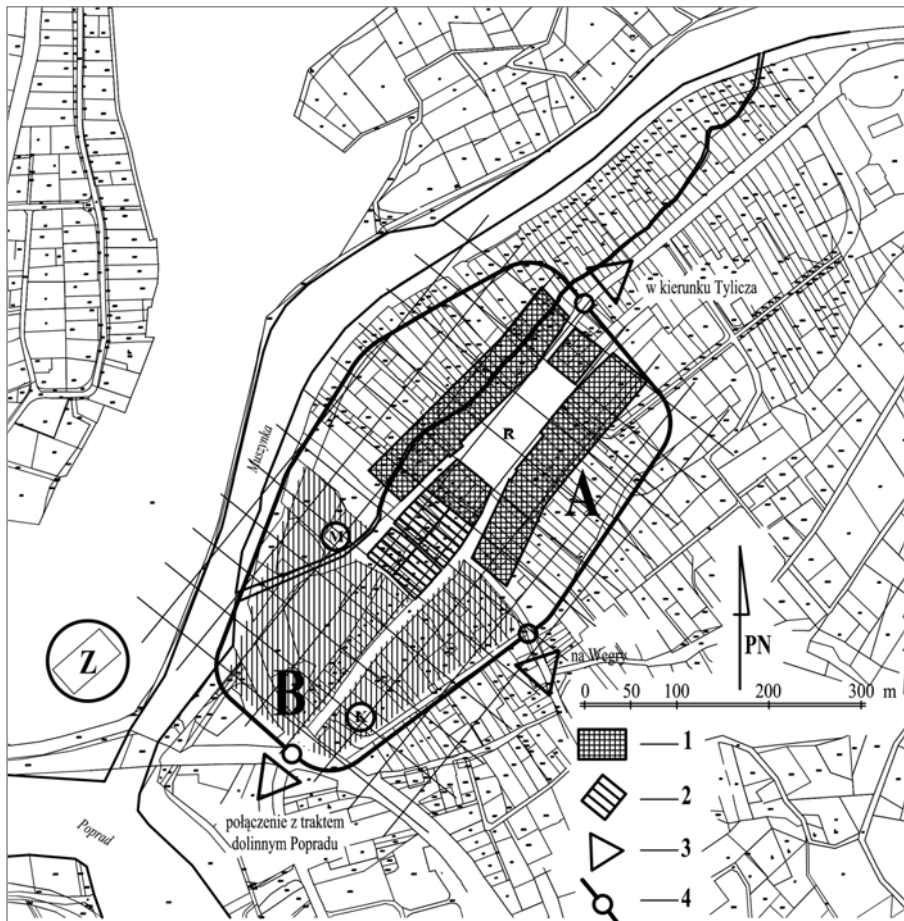 w kierunku Tylicza
Muszynka
R
A
M
na Węgry
PN
Z
0 50 100 200 300 m
B
K
— 1
— 2
połączenie z traktem
dolinnym Popradu
— 3
Poprad
— 4